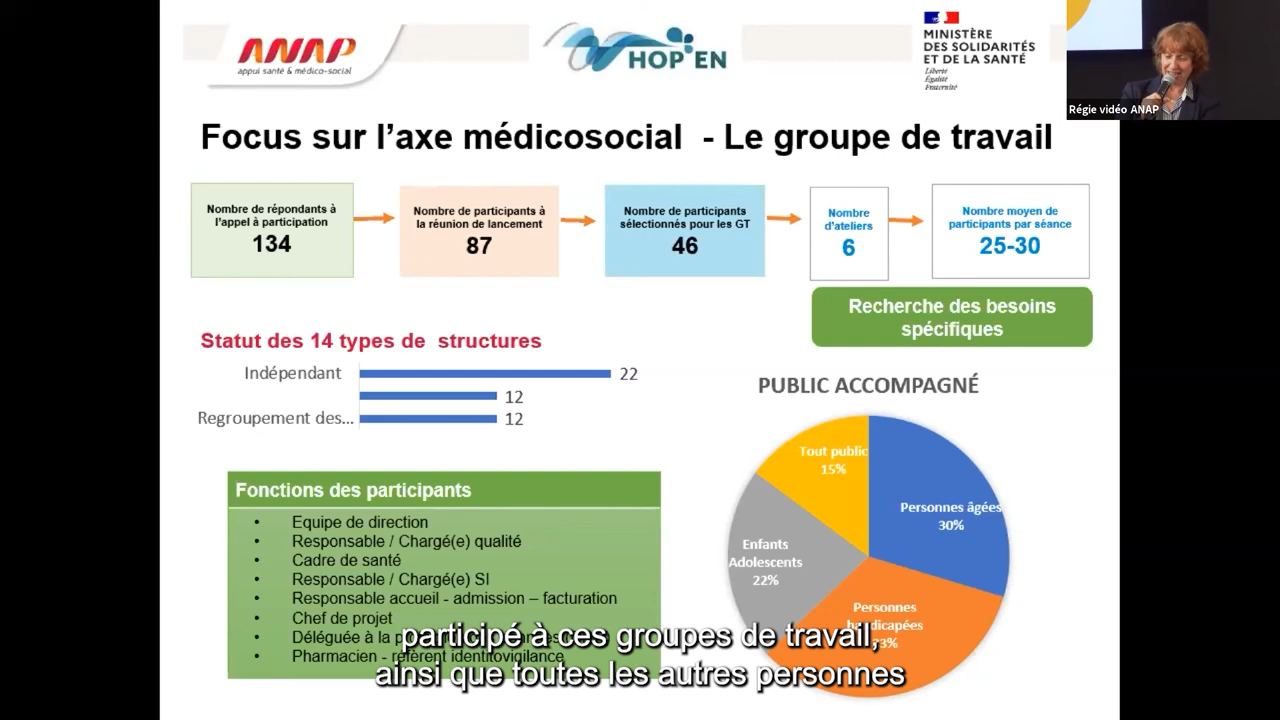 ANAP
appui santé & médico-social
HOP'EN
MINISTÈRE
DES SOLIDARITÉS
ET DE LA SANTÉ
Liberté
Égalité
Fraternité
Régie vidéo ANAP
Focus sur l'axe médicosocial - Le groupe de travail
Nombre de répondants à
l'appel à participation
134
Nombre de participants à
la réunion de lancement
87
Nombre de participants
sélectionnés pour les GT
46
Nombre
d'ateliers
6
Nombre moyen de
participants par séance
25-30
Recherche des besoins
spécifiques
Statut des 14 types de structures
Indépendant
22
12
Regroupement des...
12
PUBLIC ACCOMPAGNÉ
Tout public
15%
Personnes âgées
30%
Enfants
Adolescents
22%
Personnes
handicapées
Fonctions des participants
• Equipe de direction
• Responsable / Chargé(e) qualité
• Cadre de santé
• Responsable / Chargé(e) SI
• Responsable accueil - admission – facturation
• Chef de projet
• Déléguée à la
• Pharmacien - référent identitovigilance
participé à ces groupes de travail,
ainsi que toutes les autres personnes